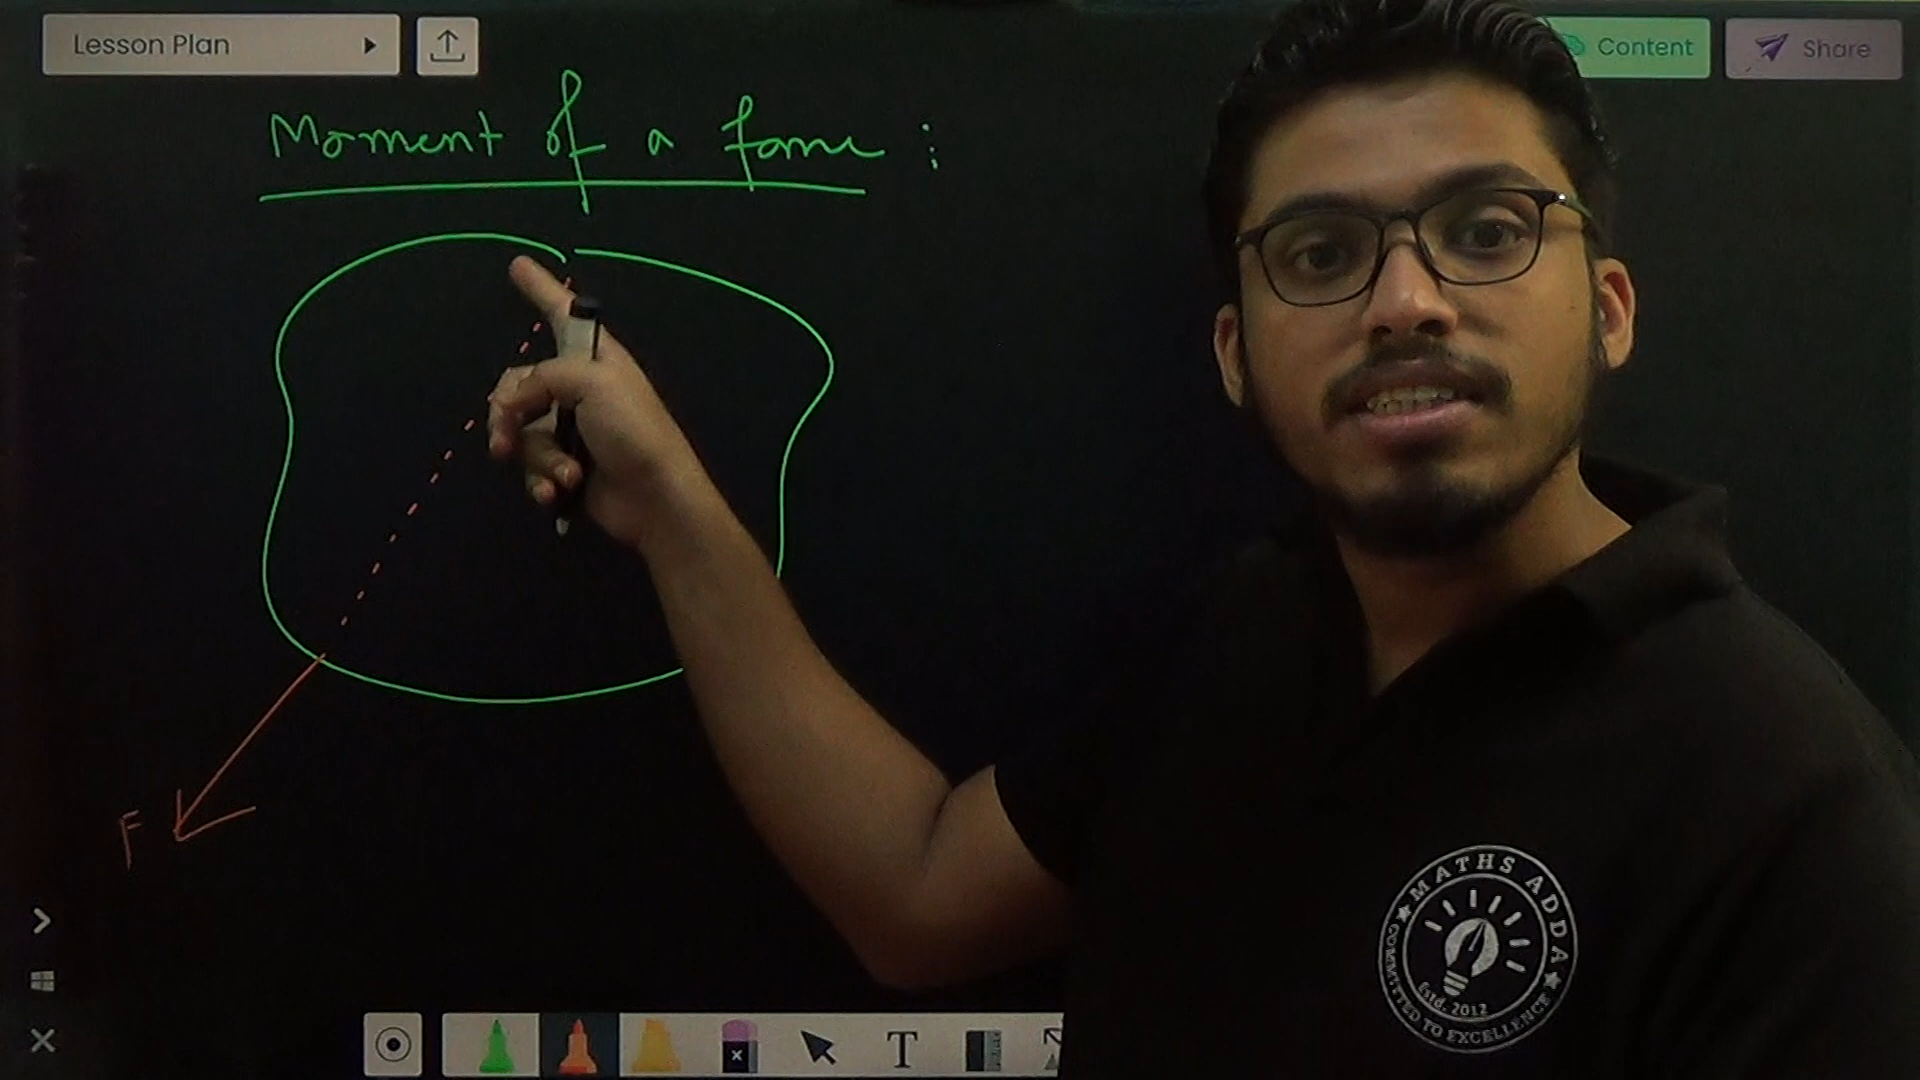 Lesson Plan
Content
Share
Moment of a force :
F
T
MATHS ADDA
Estd. 2012
COMMITTED TO EXCELLENCE